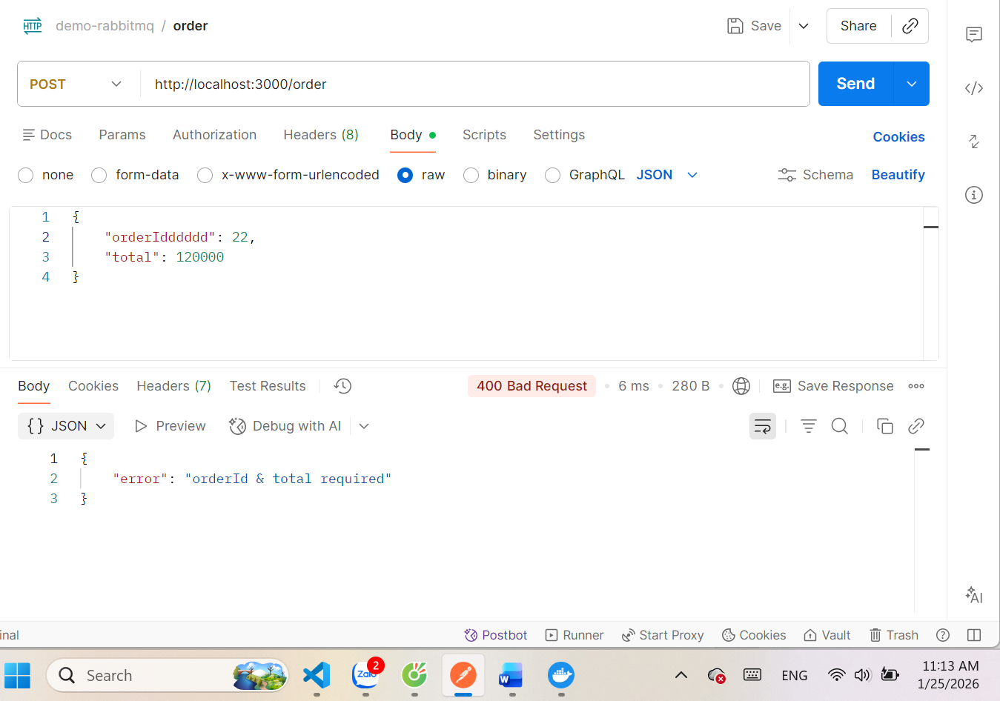 HTTP demo-rabbitmq / order Save Share
POST http://localhost:3000/order Send
Docs Params Authorization Headers (8) Body Scripts Settings Cookies
none form-data x-www-form-urlencoded raw binary GraphQL JSON Schema Beautify
1 {
2 "orderIdddddd": 22,
3 "total": 120000
4 }
Body Cookies Headers (7) Test Results 400 Bad Request 6 ms 280 B e.g. Save Response
{} JSON Preview Debug with AI
1 {
2 "error": "orderId & total required"
3 }
AI
inal Postbot Runner Start Proxy Cookies Vault Trash
Search Zalo 2 W ENG 11:13 AM
1/25/2026